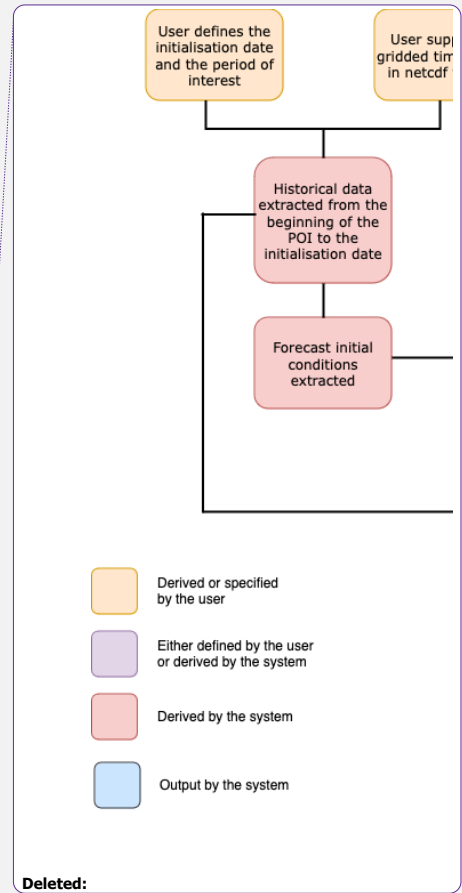 User defines the
initialisation date
and the period of
interest
User
gridded
in netcdf
Historical data
extracted from the
beginning of the
POI to the
initialisation date
Forecast initial
conditions
extracted
Derived or specified
by the user
Either defined by the user
or derived by the system
Derived by the system
Output by the system
Deleted: